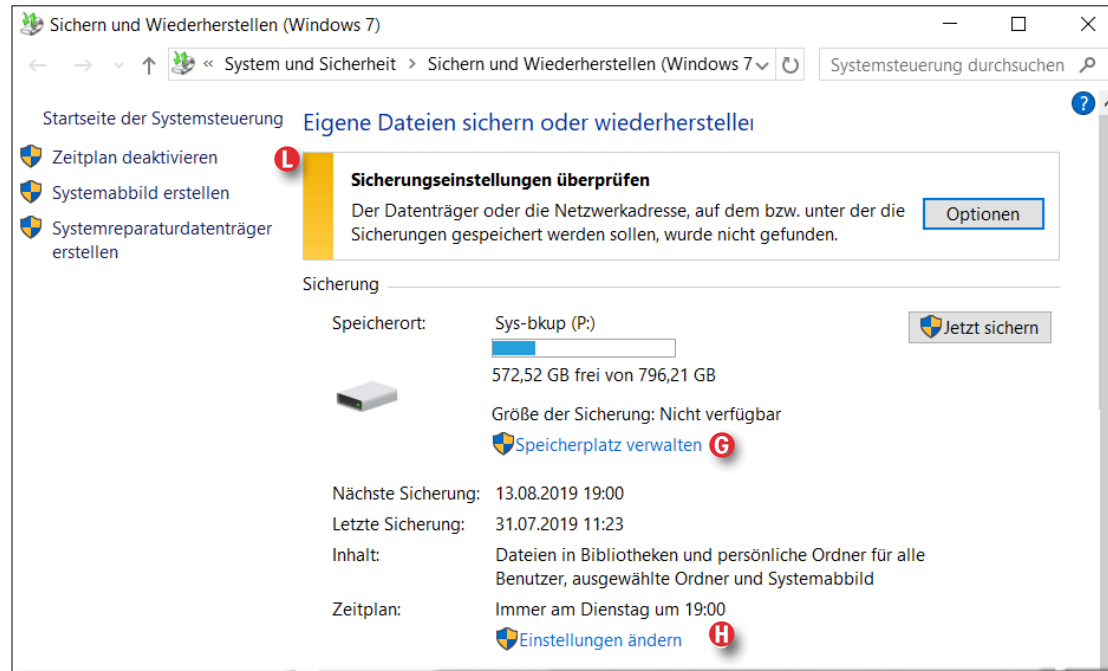 Sichern und Wiederherstellen (Windows 7)
« System und Sicherheit > Sichern und Wiederherstellen (Windows 7
Systemsteuerung durchsuchen
?
Startseite der Systemsteuerung
Zeitplan deaktivieren
Systemabbild erstellen
Systemreparaturdatenträger
erstellen
Eigene Dateien sichern oder wiederhersteller
L
Sicherungseinstellungen überprüfen
Der Datenträger oder die Netzwerkadresse, auf dem bzw. unter der die
Sicherungen gespeichert werden sollen, wurde nicht gefunden.
Optionen
Sicherung
Speicherort:
Sys-bkup (P:)
Jetzt sichern
572,52 GB frei von 796,21 GB
Größe der Sicherung: Nicht verfügbar
Speicherplatz verwalten G
Nächste Sicherung: 13.08.2019 19:00
Letzte Sicherung: 31.07.2019 11:23
Inhalt: Dateien in Bibliotheken und persönliche Ordner für alle
Benutzer, ausgewählte Ordner und Systemabbild
Zeitplan: Immer am Dienstag um 19:00
Einstellungen ändern H